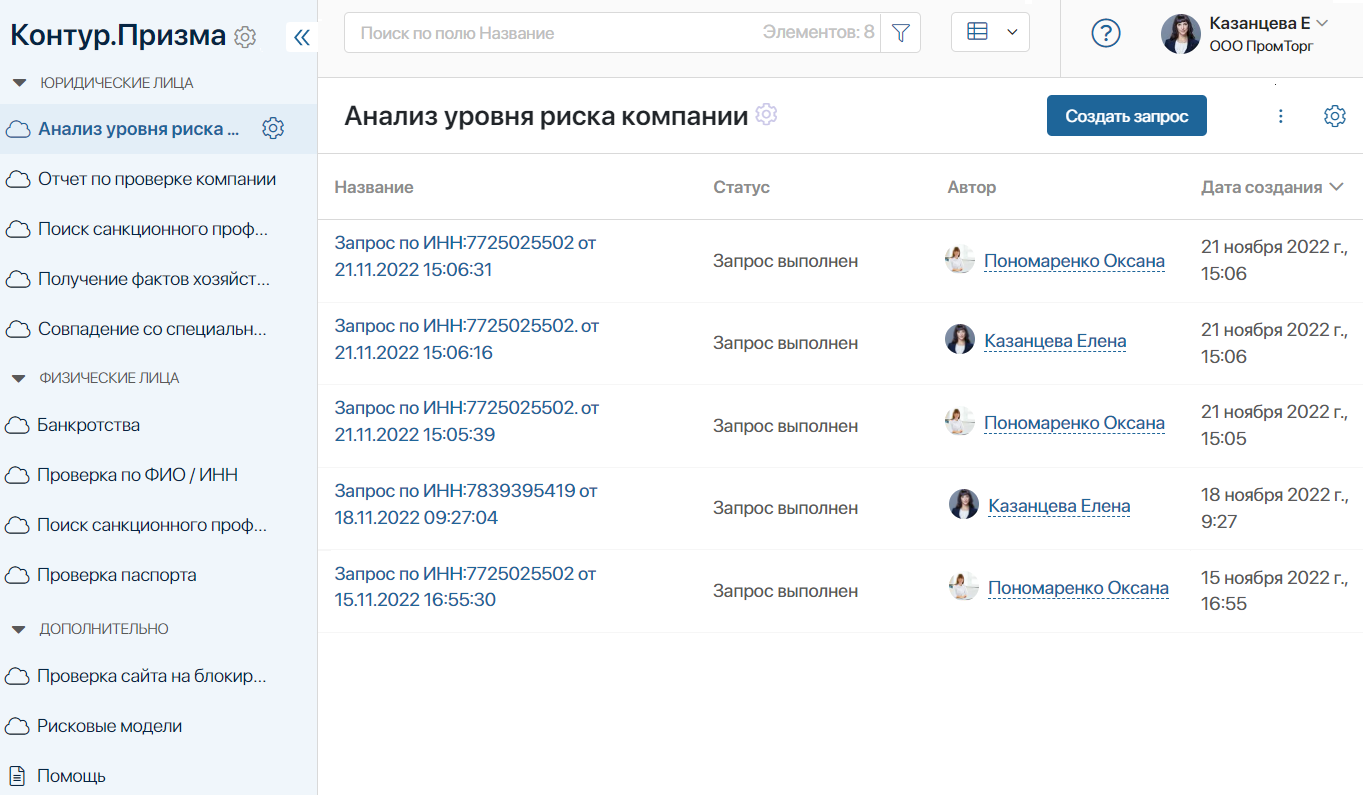 Контур.Призма
ЮРИДИЧЕСКИЕ ЛИЦА
Анализ уровня риска ...
Отчет по проверке компании
Поиск санкционного проф...
Получение фактов хозяйст...
Совпадение со специальн...
ФИЗИЧЕСКИЕ ЛИЦА
Банкротства
Проверка по ФИО / ИНН
Поиск санкционного проф...
Проверка паспорта
ДОПОЛНИТЕЛЬНО
Проверка сайта на блокир...
Рисковые модели
Помощь
Поиск по полю Название
Элементов: 8
?
Казанцева Е
ООО ПромТорг
Анализ уровня риска компании
Создать запрос
Название Статус Автор Дата создания
Запрос по ИНН:7725025502 от
21.11.2022 15:06:31
Запрос выполнен
Пономаренко Оксана
21 ноября 2022 г.,
15:06
Запрос по ИНН:7725025502. от
21.11.2022 15:06:16
Запрос выполнен
Казанцева Елена
21 ноября 2022 г.,
15:06
Запрос по ИНН:7725025502. от
21.11.2022 15:05:39
Запрос выполнен
Пономаренко Оксана
21 ноября 2022 г.,
15:05
Запрос по ИНН:7839395419 от
18.11.2022 09:27:04
Запрос выполнен
Казанцева Елена
18 ноября 2022 г.,
9:27
Запрос по ИНН:7725025502 от
15.11.2022 16:55:30
Запрос выполнен
Пономаренко Оксана
15 ноября 2022 г.,
16:55